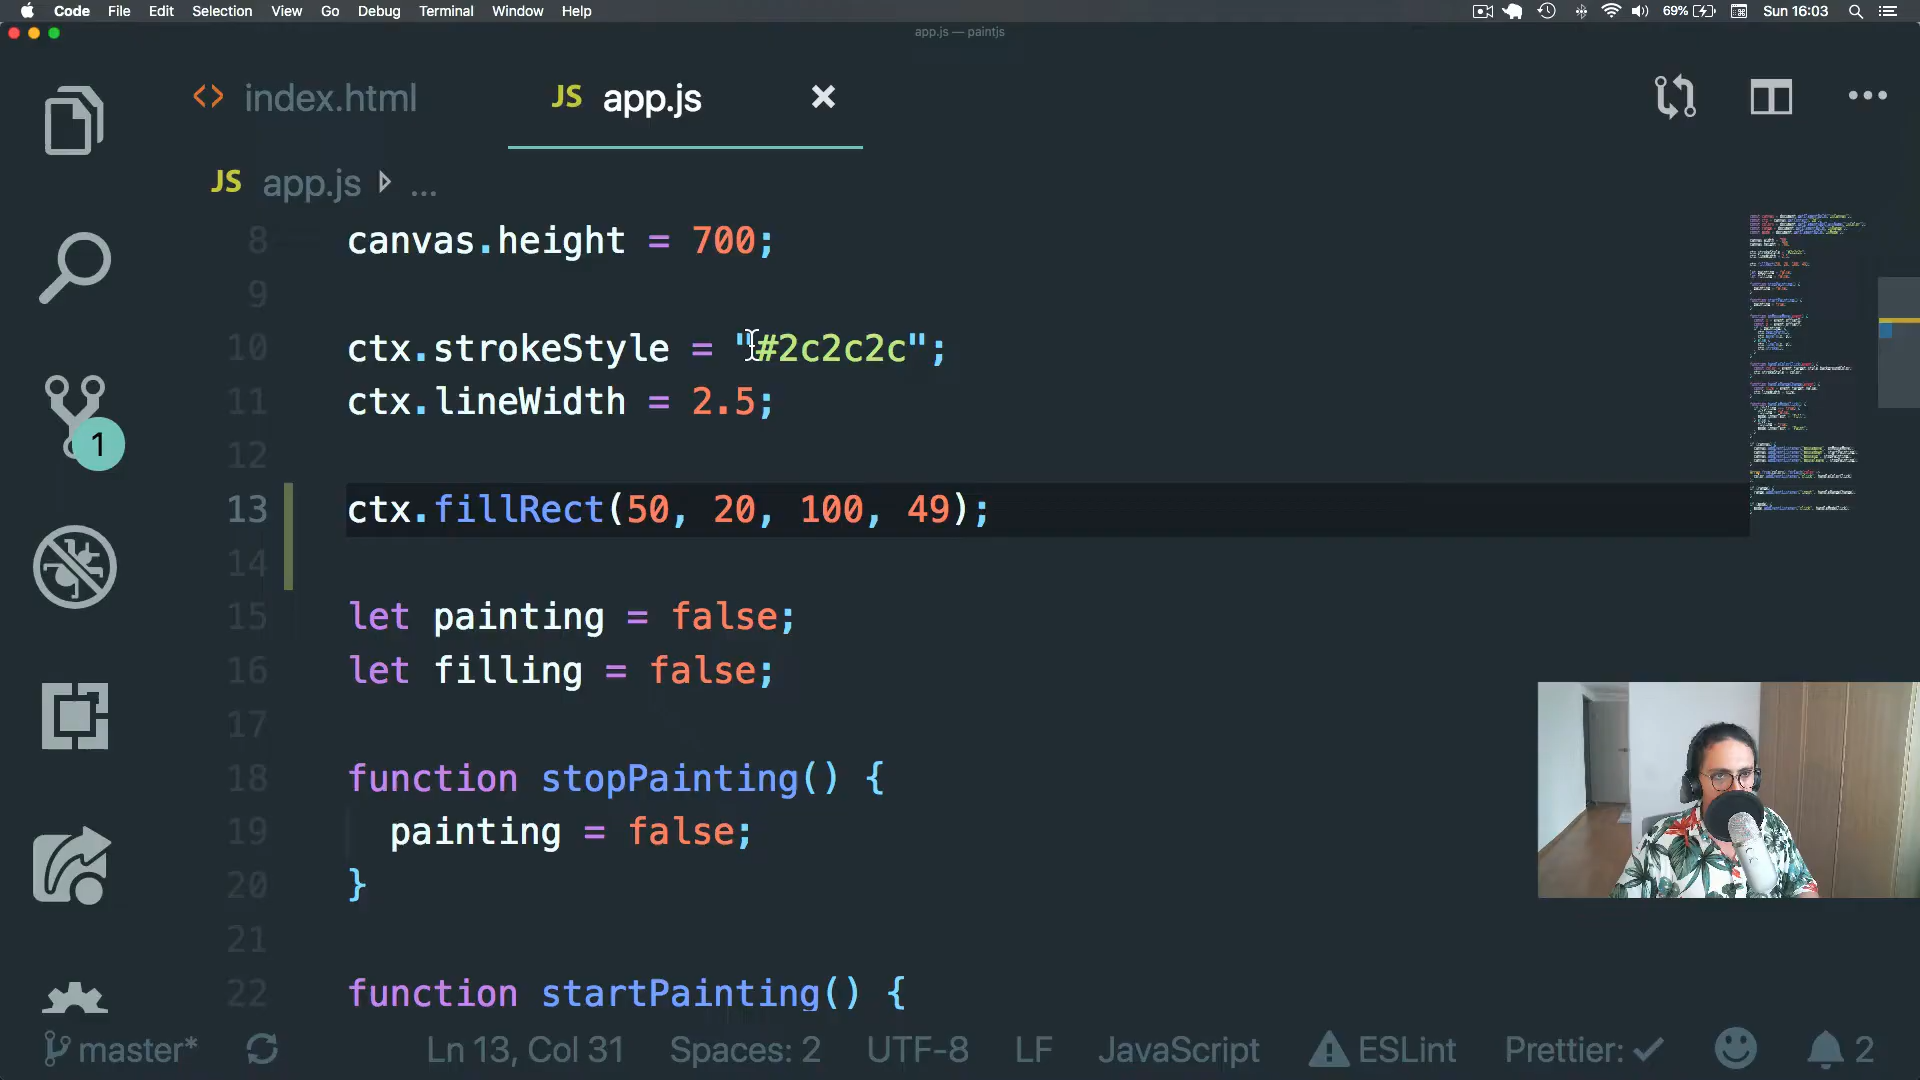 Code File Edit Selection View Go Debug Terminal Window Help 69% Sun 16:03
app.js — paintjs
<> index.html JS app.js
JS app.js ...
8 canvas.height = 700;
9
10 ctx.strokeStyle = "#2c2c2c";
11 ctx.lineWidth = 2.5;
12
13 ctx.fillRect(50, 20, 100, 49);
14
15 let painting = false;
16 let filling = false;
17
18 function stopPainting() {
19 painting = false;
20 }
21
22 function startPainting() {
1
master* Ln 13, Col 31 Spaces: 2 UTF-8 LF JavaScript ESLint Prettier: 2